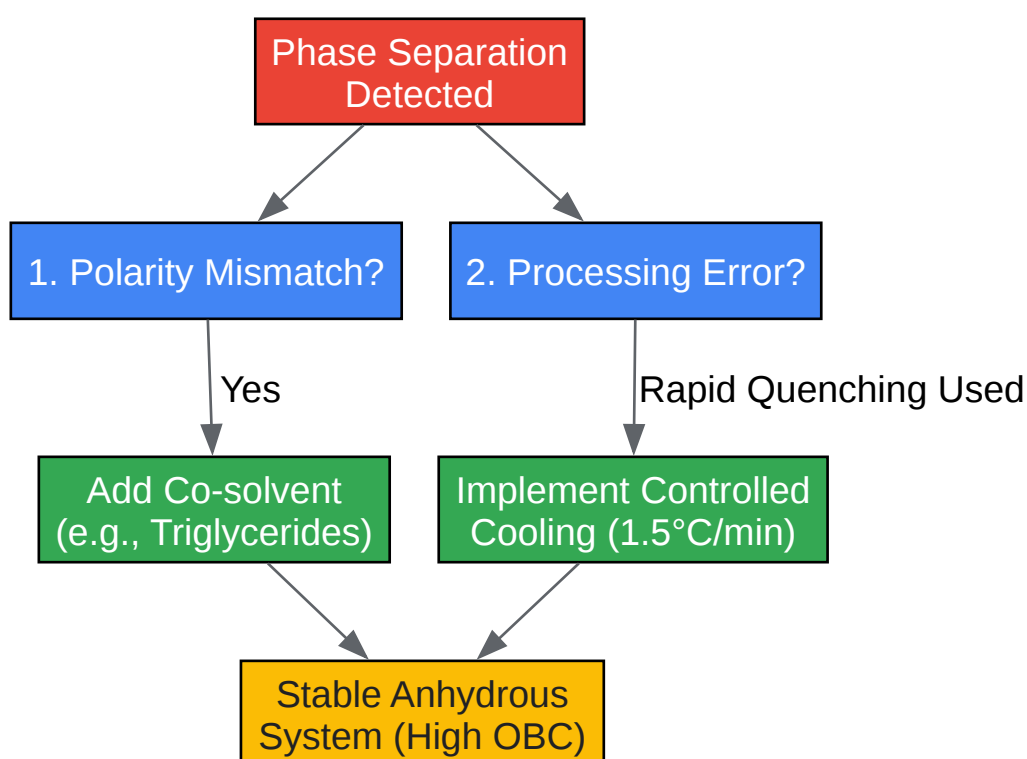 Phase Separation
Detected
1. Polarity Mismatch?
2. Processing Error?
Yes
Rapid Quenching Used
Add Co-solvent
(e.g., Triglycerides)
Implement Controlled
Cooling (1.5°C/min)
Stable Anhydrous
System (High OBC)